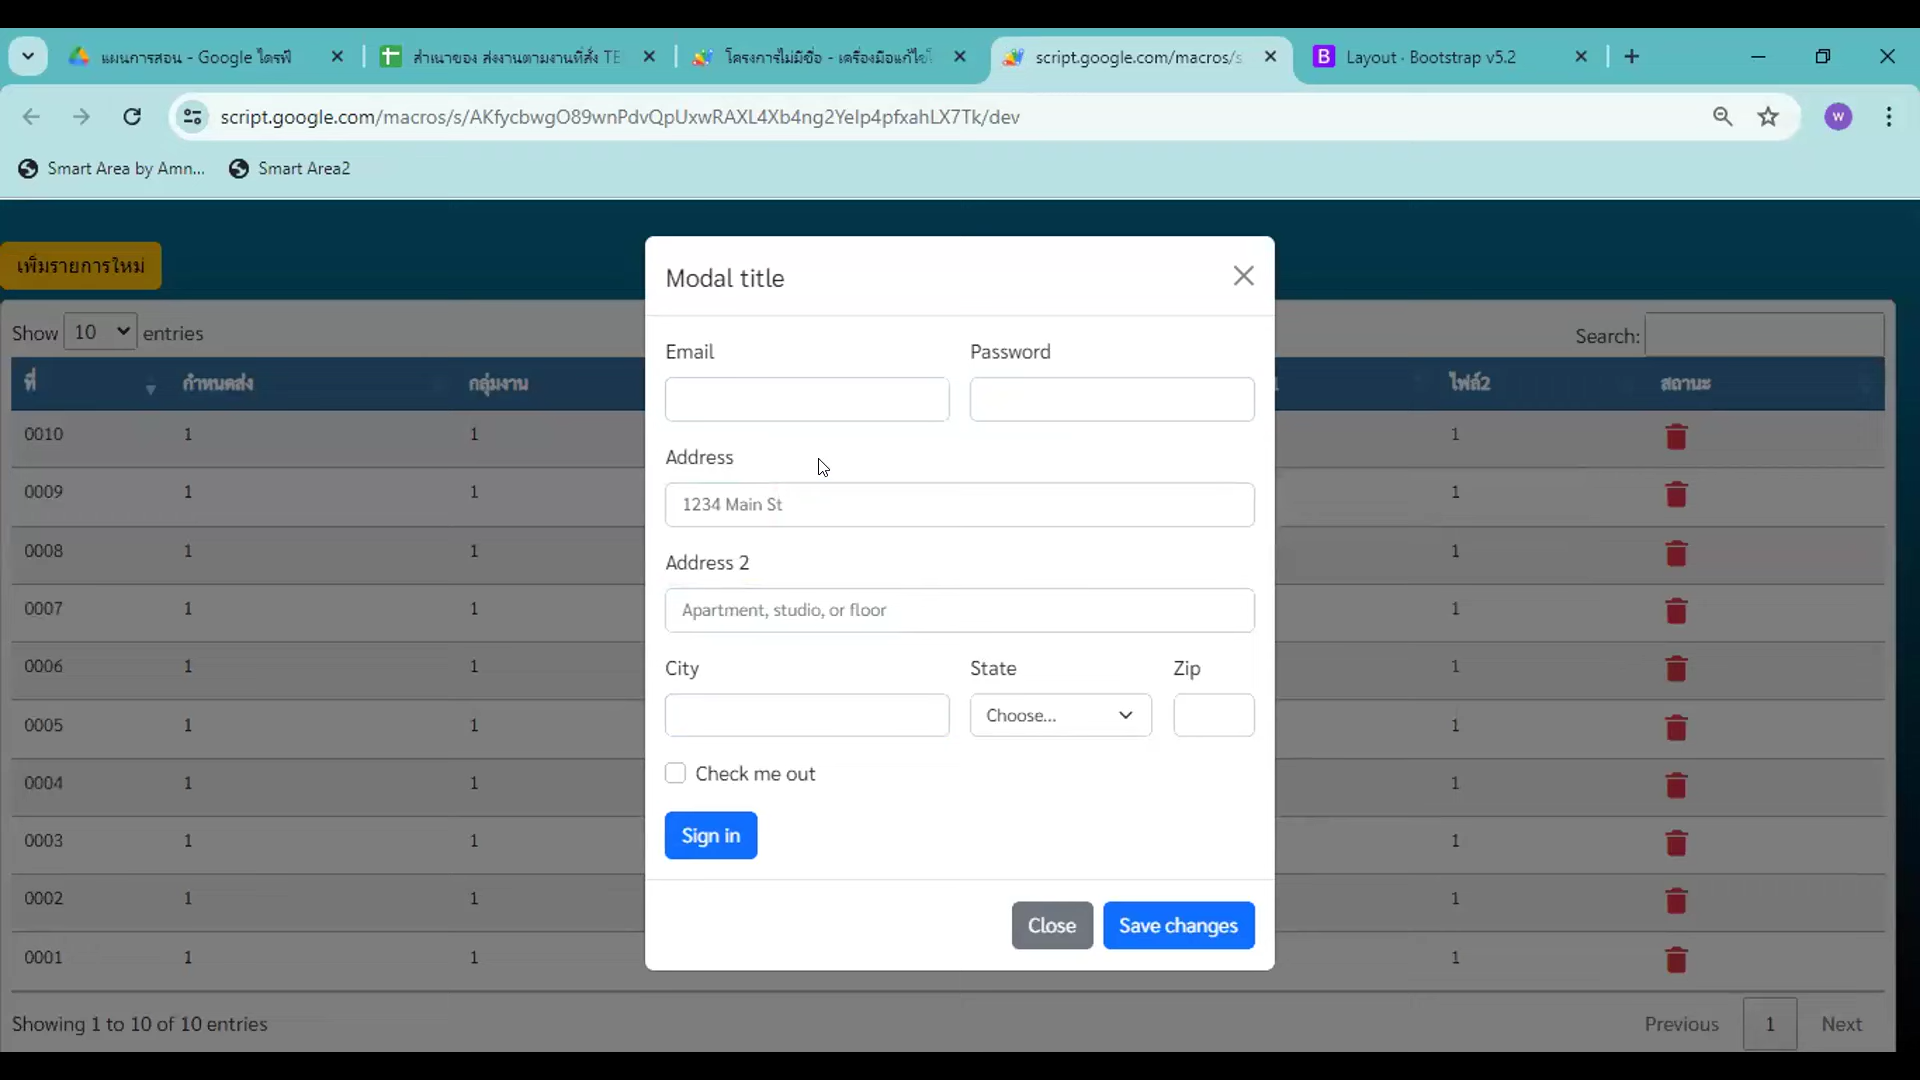 แผนการสอน - Google ไดรฟ์
สำเนาของ ส่งงานตามงานที่สั่ง TE
โครงการไม่มีชื่อ - เครื่องมือแก้ไขโ
script.google.com/macros/s
B
Layout · Bootstrap v5.2
script.google.com/macros/s/AKfycbwgO89wnPdvQpUxwRAXL4Xb4ng2YeIp4pfxahLX7Tk/dev
W
Smart Area by Amn...
Smart Area2
เพิ่มรายการใหม่
Show 10 entries
Search:
ที่ กำหนดส่ง กลุ่มงาน ไฟล์2 สถานะ
0010 1 1 1
0009 1 1 1
0008 1 1 1
0007 1 1 1
0006 1 1 1
0005 1 1 1
0004 1 1 1
0003 1 1 1
0002 1 1 1
0001 1 1 1
Showing 1 to 10 of 10 entries
Previous 1 Next
Modal title
Email Password
Address
1234 Main St
Address 2
Apartment, studio, or floor
City State Zip
Choose...
Check me out
Sign in
Close Save changes